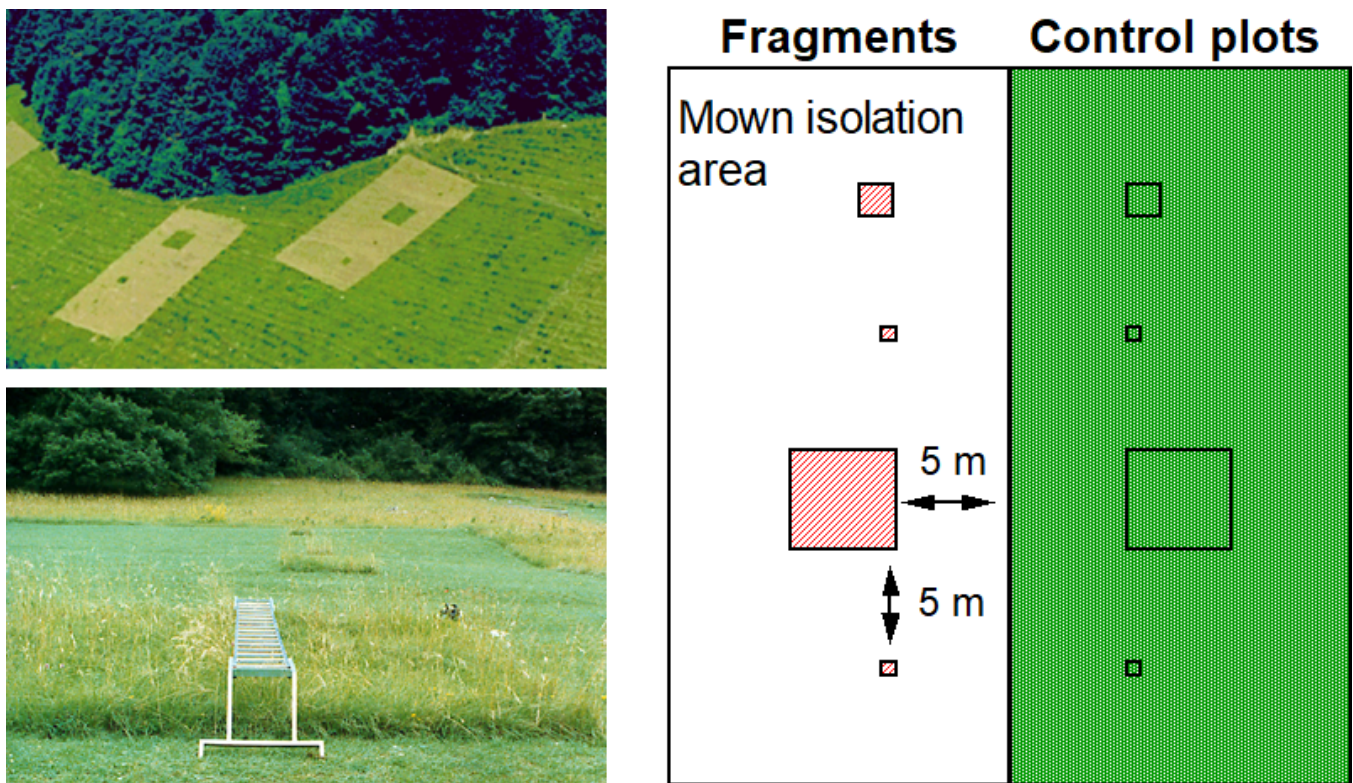 Fragments
Control plots
Mown isolation
area
5 m
5 m